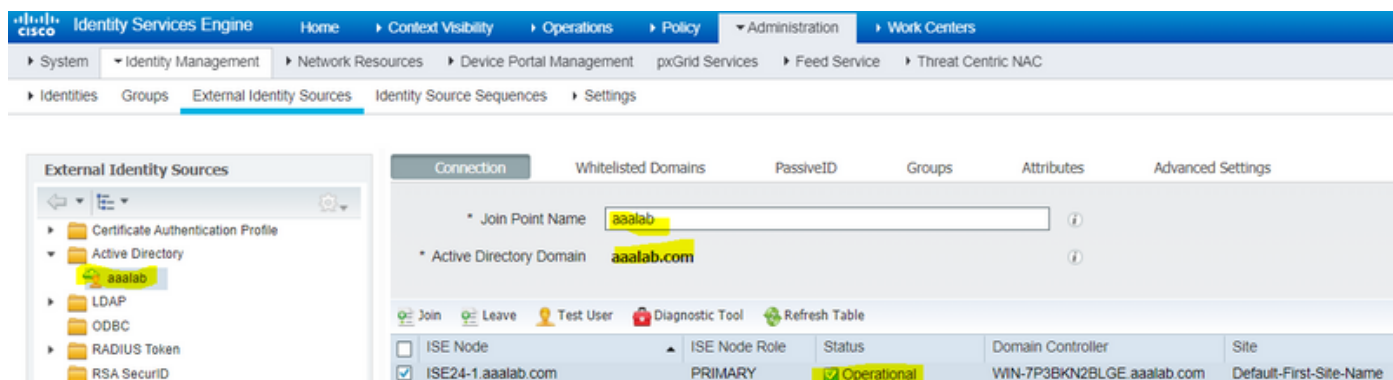 cisco Identity Services Engine Home Context Visibility Operations Policy Administration Work Centers
System Identity Management Network Resources Device Portal Management pxGrid Services Feed Service Threat Centric NAC
Identities Groups External Identity Sources Identity Source Sequences Settings
External Identity Sources
Certificate Authentication Profile
Active Directory
aaalab
LDAP
ODBC
RADIUS Token
RSA SecurID
Connection Whitelisted Domains PassiveID Groups Attributes Advanced Settings
* Join Point Name aaalab
* Active Directory Domain aaalab.com
Join Leave Test User Diagnostic Tool Refresh Table
ISE Node ISE Node Role Status Domain Controller Site
ISE24-1.aaalab.com PRIMARY Operational WIN-7P3BKN2BLGE.aaalab.com Default-First-Site-Name